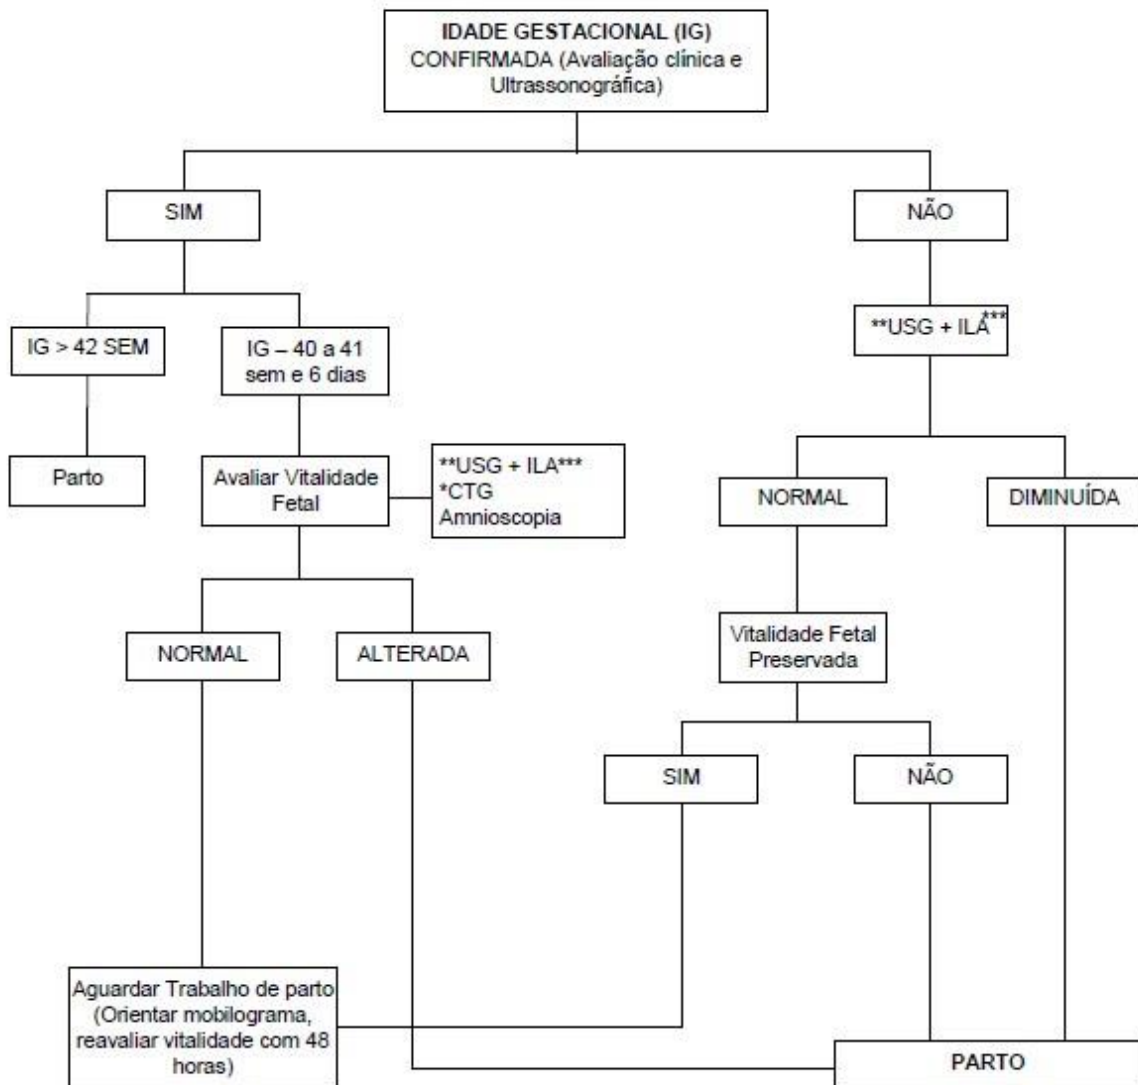 IDADE GESTACIONAL (IG)
CONFIRMADA (Avaliação clínica e
Ultrassonográfica)
SIM
NÃO
IG > 42 SEM
IG – 40 a 41
sem e 6 dias
**USG + ILA***
Parto
Avaliar Vitalidade
Fetal
**USG + ILA***
*CTG
Amnioscopia
NORMAL
DIMINUÍDA
NORMAL
ALTERADA
Vitalidade Fetal
Preservada
SIM
NÃO
Aguardar Trabalho de parto
(Orientar mobilograma,
reavaliar vitalidade com 48
horas)
PARTO